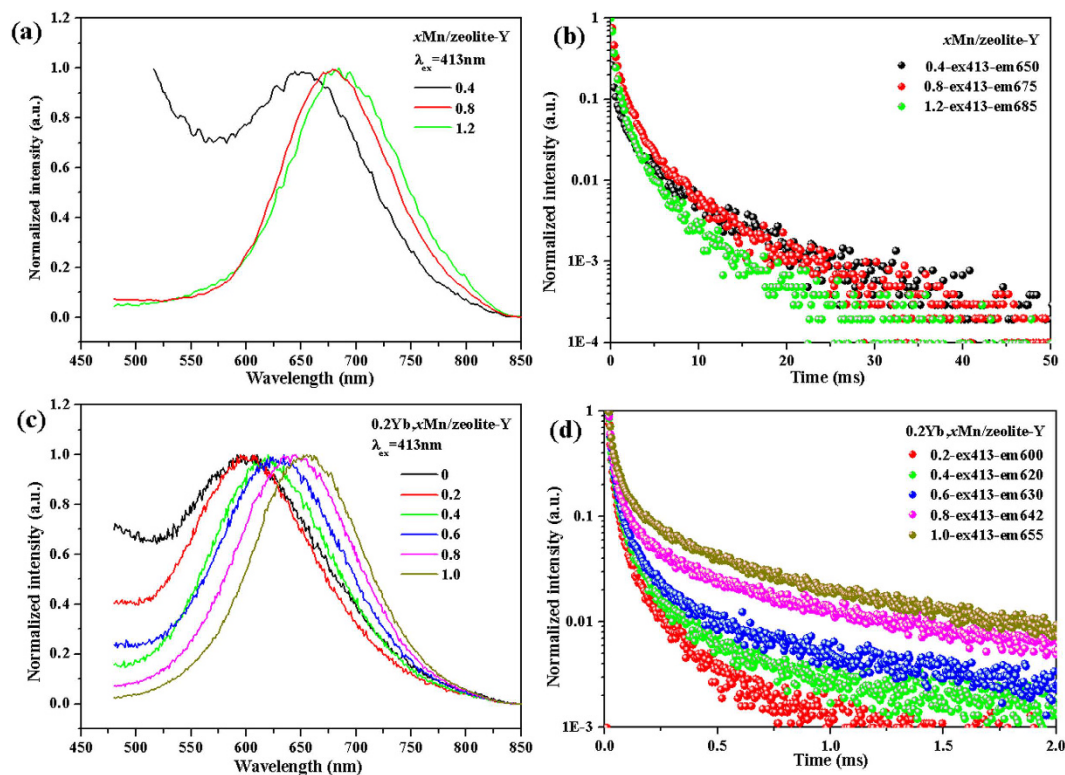 (a)
1.2
1.0
0.8
0.6
0.4
0.2
0.0
Normalized intensity (a.u.)
450 500 550 600 650 700 750 800 850
Wavelength (nm)
xMn/zeolite-Y
λex=413nm
0.4
0.8
1.2
(b)
1
0.1
0.01
1E-3
1E-4
Normalized intensity (a.u.)
0 10 20 30 40 50
Time (ms)
xMn/zeolite-Y
0.4-ex413-em650
0.8-ex413-em675
1.2-ex413-em685
(c)
1.2
1.0
0.8
0.6
0.4
0.2
0.0
Normalized intensity (a.u.)
450 500 550 600 650 700 750 800 850
Wavelength (nm)
0.2Yb,xMn/zeolite-Y
λex=413nm
0
0.2
0.4
0.6
0.8
1.0
(d)
1
0.1
0.01
1E-3
Normalized intensity (a.u.)
0.0 0.5 1.0 1.5 2.0
Time (ms)
0.2Yb,xMn/zeolite-Y
0.2-ex413-em600
0.4-ex413-em620
0.6-ex413-em630
0.8-ex413-em642
1.0-ex413-em655